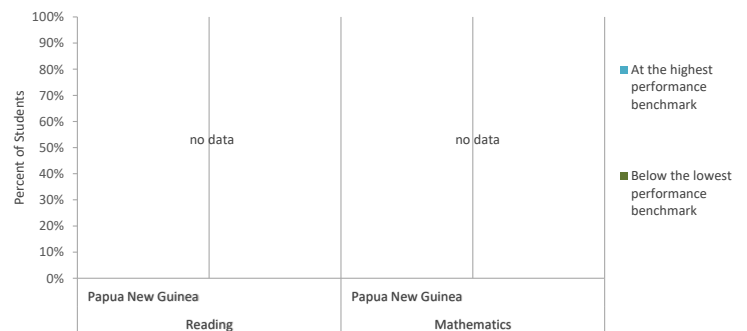 100%
90%
80%
70%
60%
50%
40%
30%
20%
10%
0%
Percent of Students
no data
no data
Papua New Guinea
Papua New Guinea
Reading
Mathematics
At the highest
performance
benchmark
Below the lowest
performance
benchmark